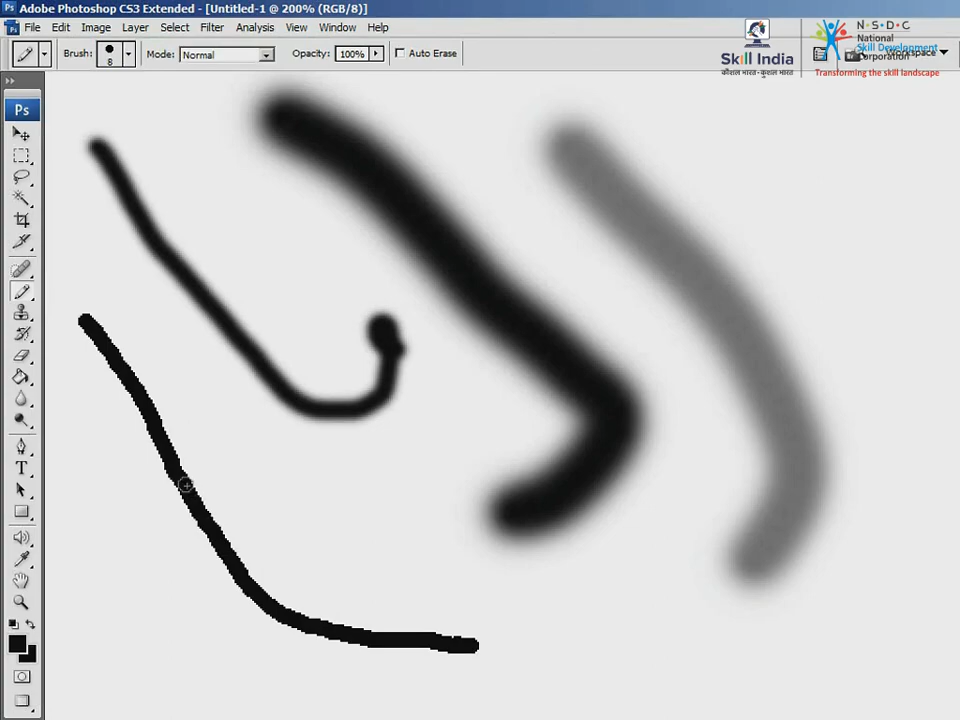 Ps Adobe Photoshop CS3 Extended - [Untitled-1 @ 200% (RGB/8)]
File Edit Image Layer Select Filter Analysis View Window Help
Brush: 8 Mode: Normal Opacity: 100% Auto Erase
Skill India
कौशल भारत-कुशल भारत
N·S·D·C
National
Skill Development
Corporation
Workspace
Transforming the skill landscape
Ps
T